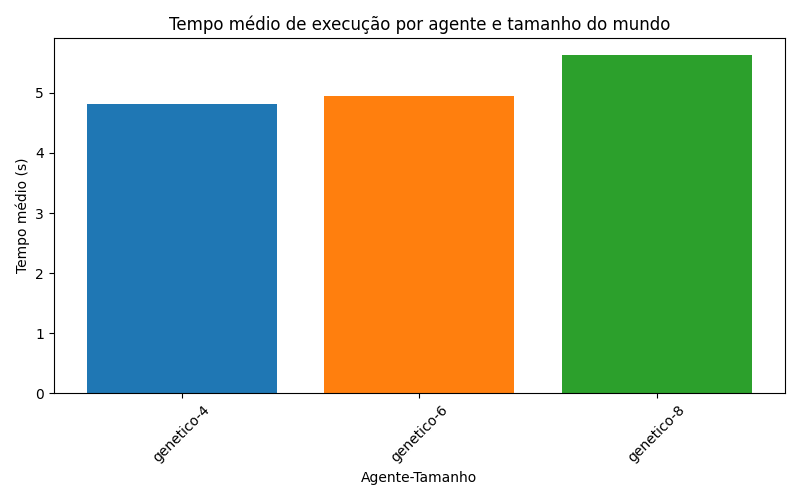 Tempo médio de execução por agente e tamanho do mundo
Tempo médio (s)
5
4
3
2
1
0
genetico-4
genetico-6
genetico-8
Agente-Tamanho